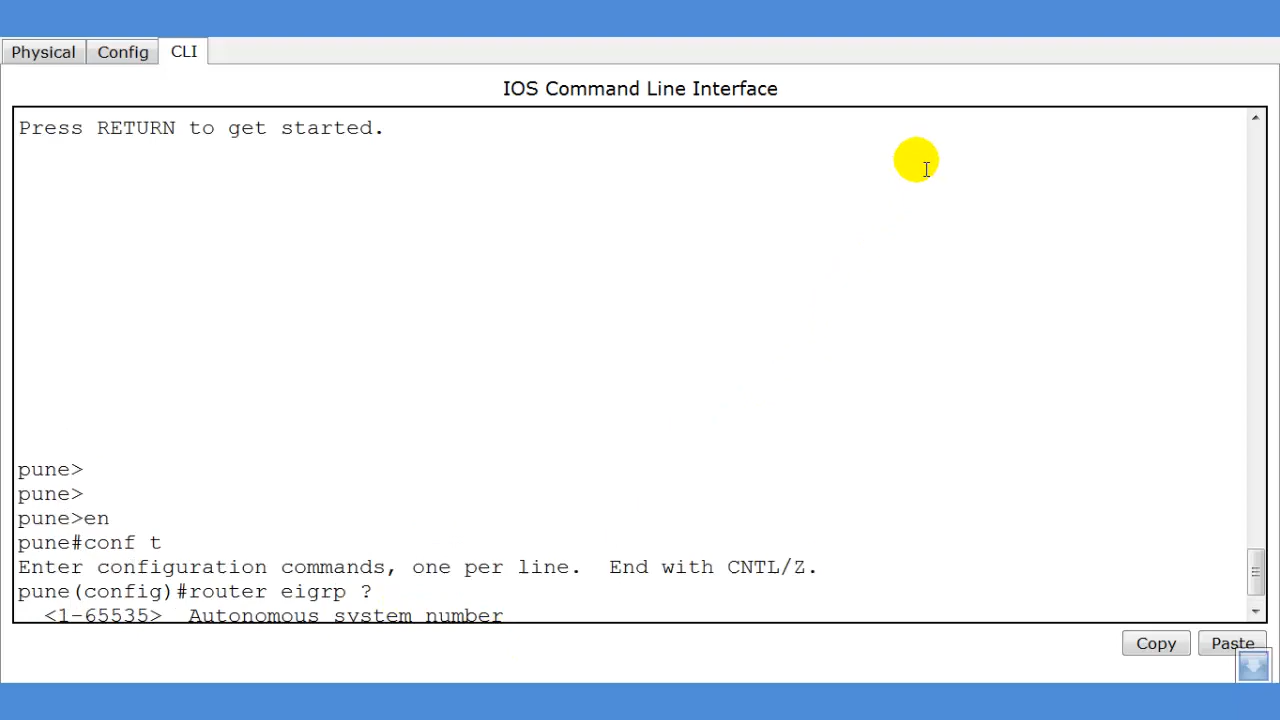 Physical Config CLI
IOS Command Line Interface
Press RETURN to get started.
pune>
pune>
pune>en
pune#conf t
Enter configuration commands, one per line.  End with CNTL/Z.
pune(config)#router eigrp ?
  <1-65535>  Autonomous system number
Copy Paste